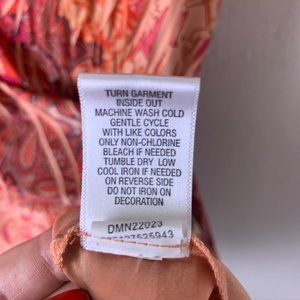 TURN GARMENT
INSIDE OUT
MACHINE WASH COLD
GENTLE CYCLE
WITH LIKE COLORS
ONLY NON-CHLORINE
BLEACH IF NEEDED
TUMBLE DRY LOW
COOL IRON IF NEEDED
ON REVERSE SIDE
DO NOT IRON ON
DECORATION
DMN22023